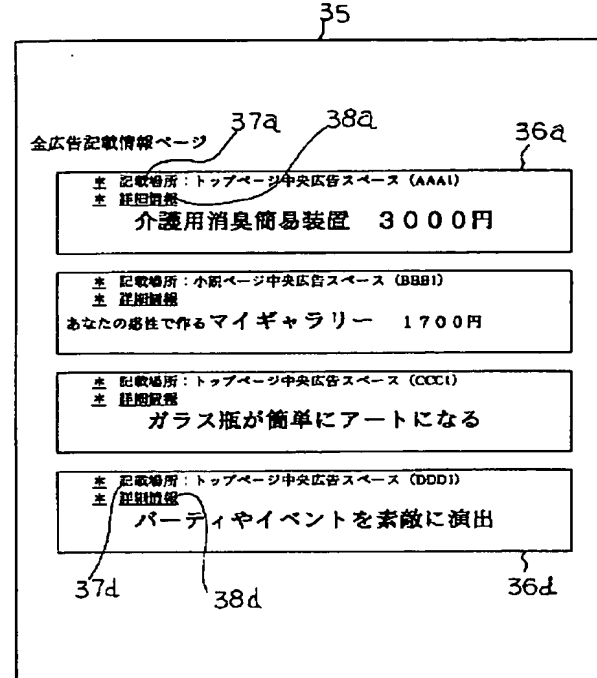 35
37a
38a
36a
全広告記載情報ページ
* 記載場所:トップページ中央広告スペース (AAA1)
* 詳細情報
介護用消臭簡易装置 3000円
* 記載場所:小説ページ中央広告スペース (BBB1)
* 詳細情報
あなたの感性で作るマイギャラリー 1700円
* 記載場所:トップページ中央広告スペース (CCC1)
* 詳細情報
ガラス瓶が簡単にアートになる
* 記載場所:トップページ中央広告スペース (DDD1)
* 詳細情報
パーティやイベントを素敵に演出
37d
38d
36d